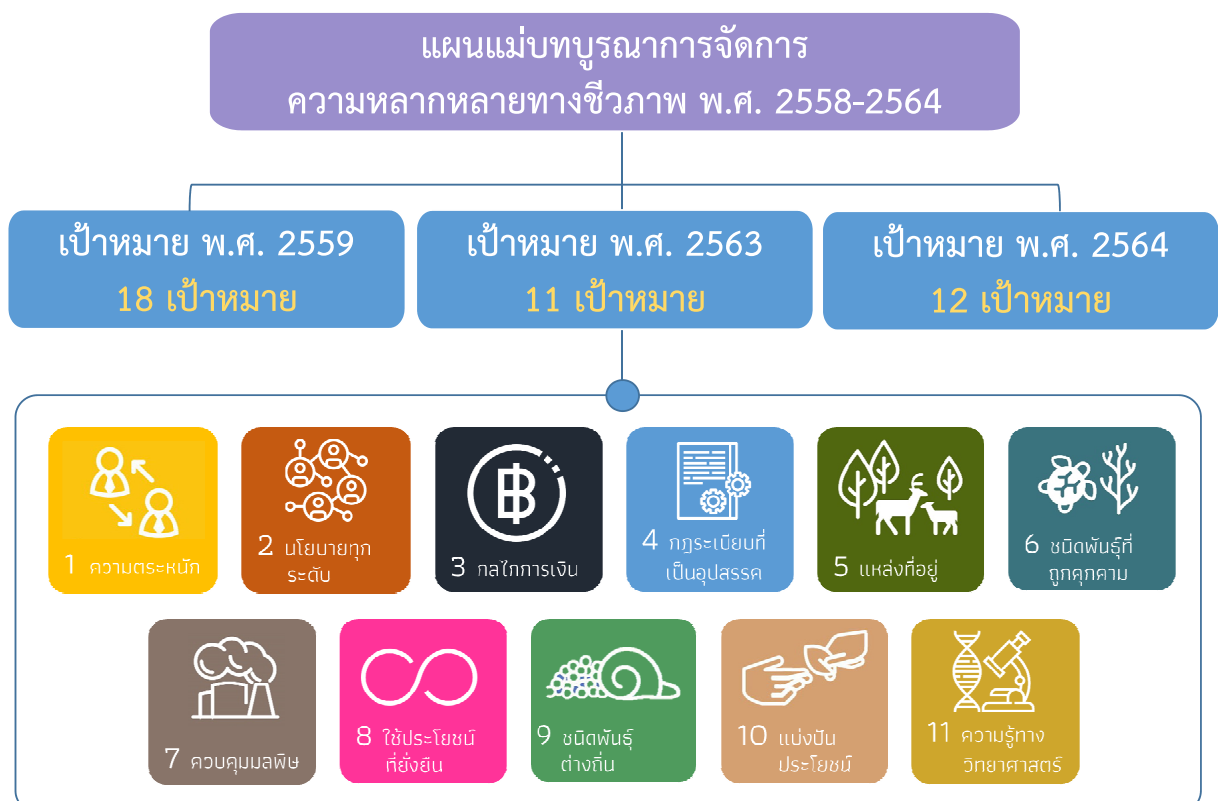 แผนแม่บทบูรณาการจัดการ
ความหลากหลายทางชีวภาพ พ.ศ. 2558-2564
เป้าหมาย พ.ศ. 2559
18 เป้าหมาย
เป้าหมาย พ.ศ. 2563
11 เป้าหมาย
เป้าหมาย พ.ศ. 2564
12 เป้าหมาย
1 ความตระหนัก
2 นโยบายทุก
ระดับ
3 กลไกการเงิน
4 กฎระเบียบที่
เป็นอุปสรรค
5 แหล่งที่อยู่
6 ชนิดพันธุ์ที่
ถูกคุกคาม
7 ควบคุมมลพิษ
8 ใช้ประโยชน์
ที่ยั่งยืน
9 ชนิดพันธุ์
ต่างถิ่น
10 แบ่งปัน
ประโยชน์
11 ความรู้ทาง
วิทยาศาสตร์